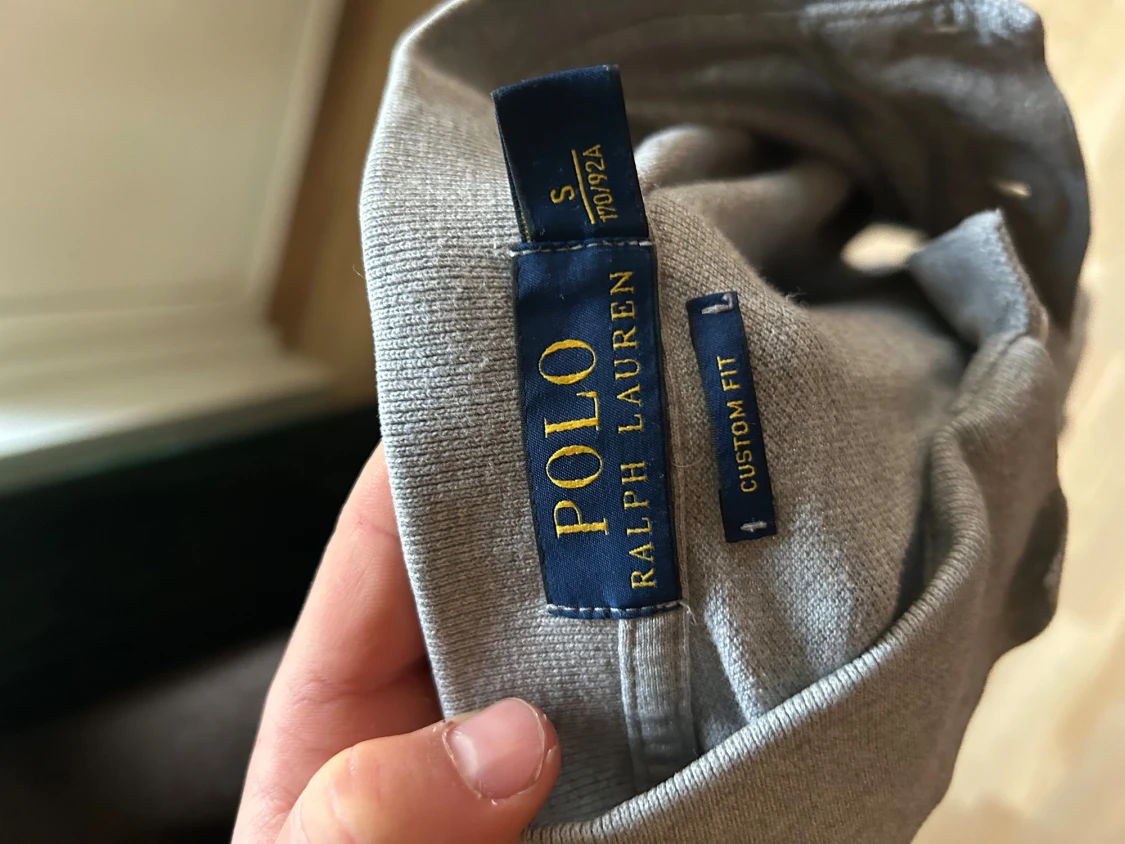 S
170/92A
POLO
RALPH LAUREN
CUSTOM FIT